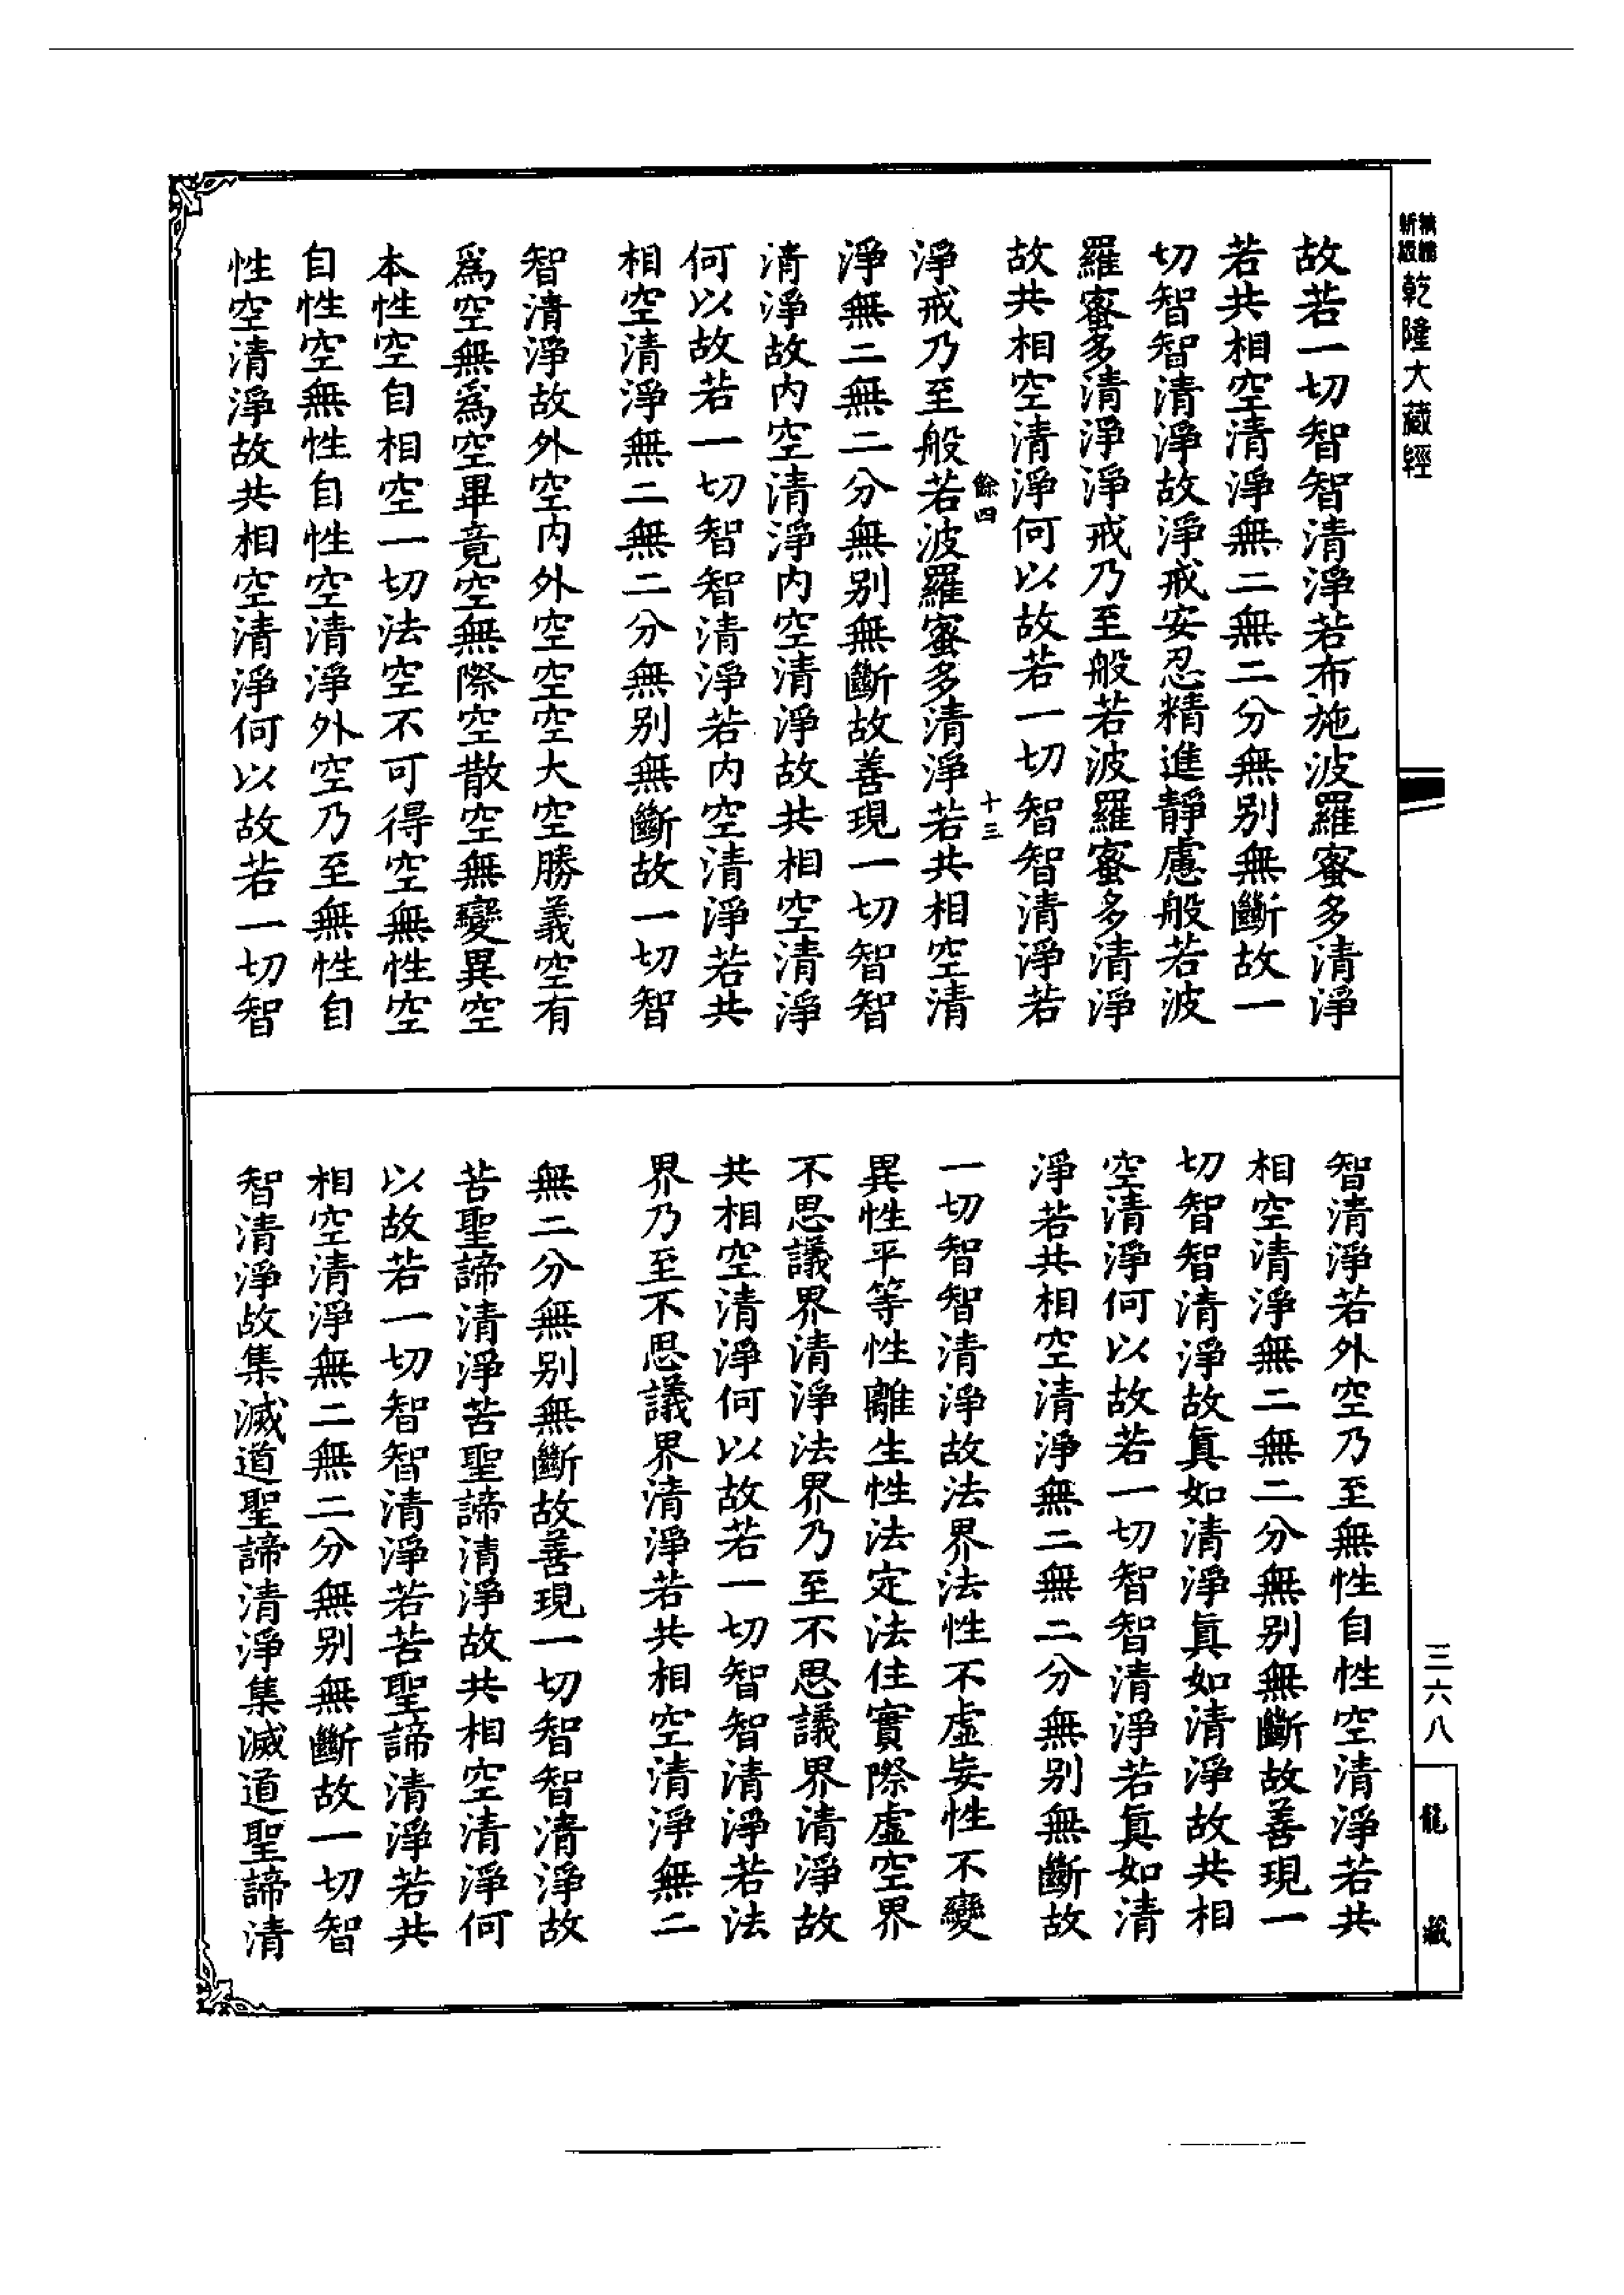 乾隆大藏經
故若一切智智清淨若布施波羅蜜多清淨
若共相空清淨無二無二分無別無斷故一
切智智清淨故淨戒安忍精進靜慮般若波
羅蜜多清淨淨戒乃至般若波羅蜜多清淨
故共相空清淨何以故若一切智智清淨若
餘四
十三
淨戒乃至般若波羅蜜多清淨若共相空清
淨無二無二分無別無斷故善現一切智智
清淨故內空清淨內空清淨故共相空清淨
何以故若一切智智清淨若內空清淨若共
相空清淨無二無二分無別無斷故一切智
智清淨故外空內外空空空大空勝義空有
爲空無爲空畢竟空無際空散空無變異空
本性空自相空一切法空不可得空無性空
自性空無性自性空清淨外空乃至無性自
性空清淨故共相空清淨何以故若一切智
智清淨若外空乃至無性自性空清淨若共
相空清淨無二無二分無別無斷故善現一
切智智清淨故眞如清淨眞如清淨故共相
空清淨何以故若一切智智清淨若眞如清
淨若共相空清淨無二無二分無別無斷故
一切智智清淨故法界法性不虛妄性不變
異性平等性離生性法定法住實際虛空界
不思議界清淨法界乃至不思議界清淨故
共相空清淨何以故若一切智智清淨若法
界乃至不思議界清淨若共相空清淨無二
無二分無別無斷故善現一切智智清淨故
苦聖諦清淨苦聖諦清淨故共相空清淨何
以故若一切智智清淨若苦聖諦清淨若共
相空清淨無二無二分無別無斷故一切智
智清淨故集滅道聖諦清淨集滅道聖諦清
三六八
龍藏